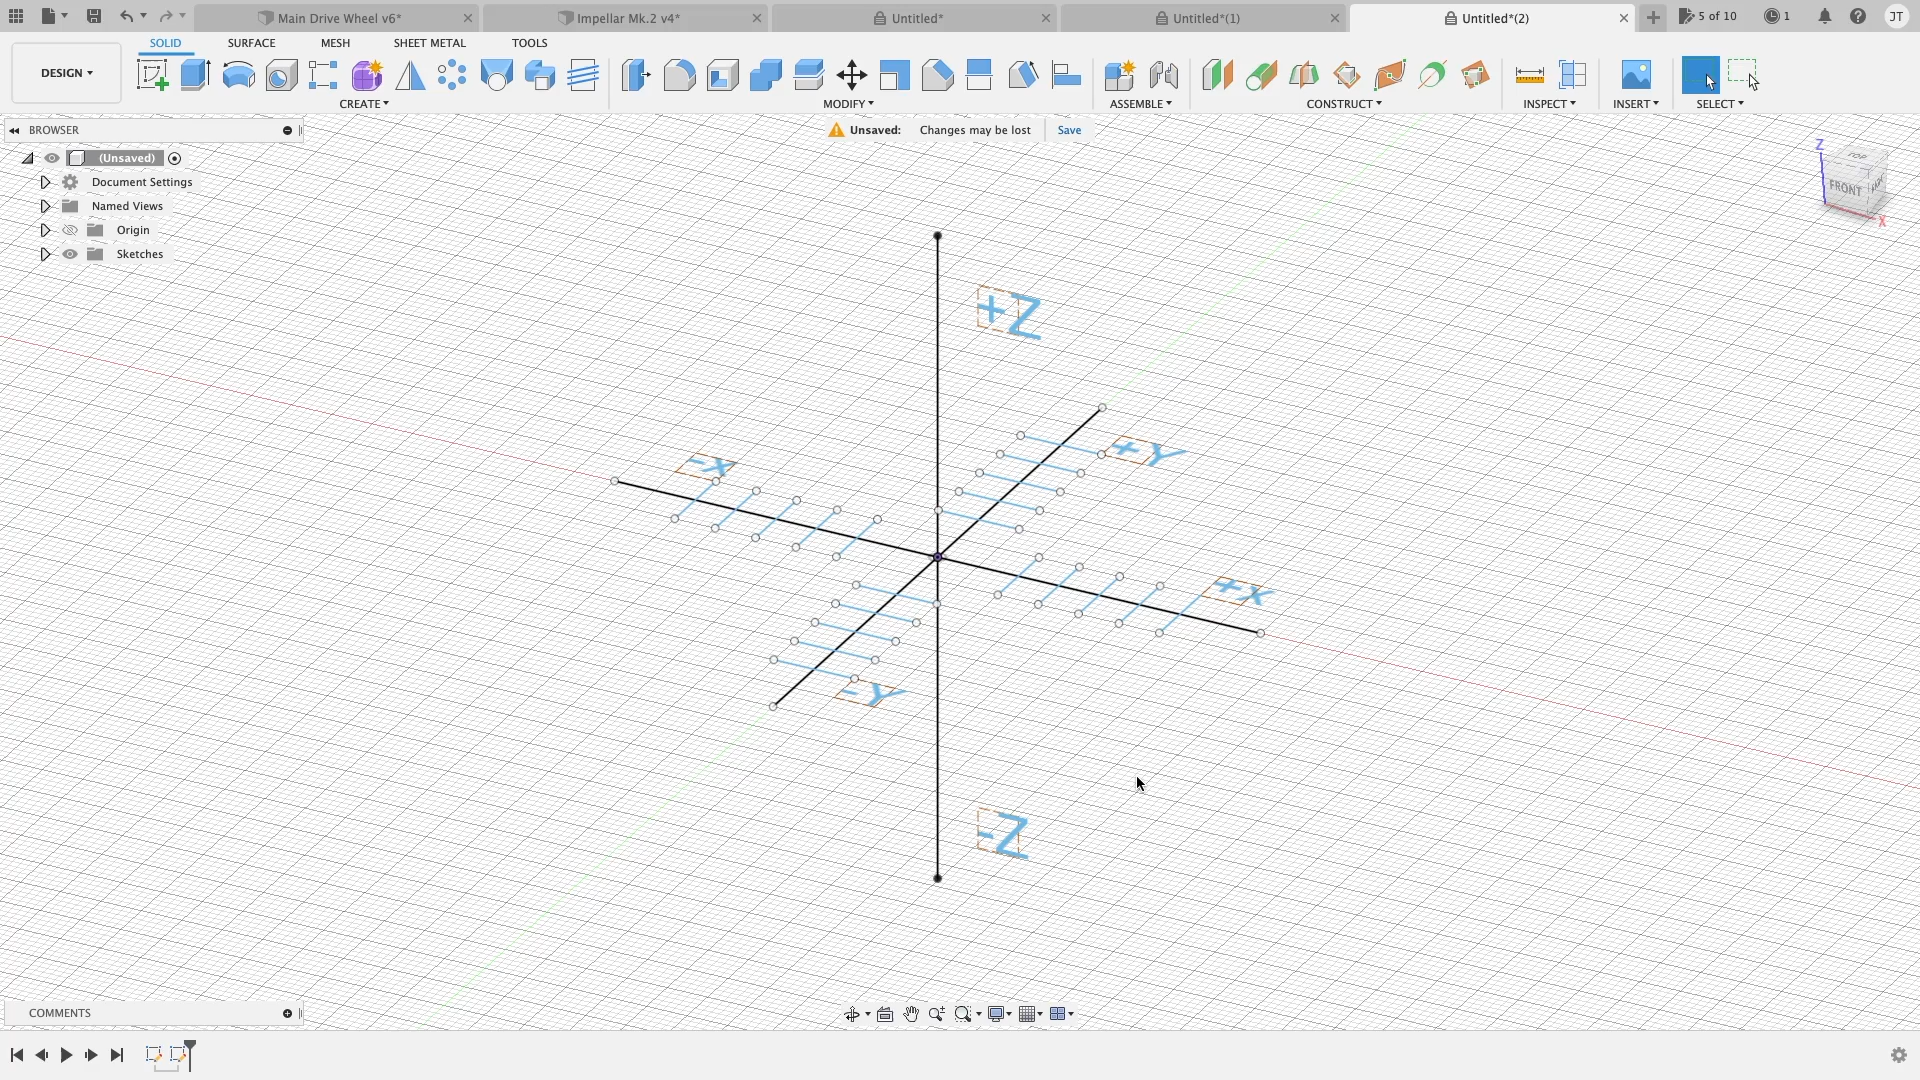 Main Drive Wheel v6*
Impellar Mk.2 v4*
Untitled*
Untitled*(1)
Untitled*(2)
5 of 10
1
JT
DESIGN
SOLID
SURFACE
MESH
SHEET METAL
TOOLS
CREATE
MODIFY
ASSEMBLE
CONSTRUCT
INSPECT
INSERT
SELECT
BROWSER
Unsaved: Changes may be lost Save
(Unsaved)
Document Settings
Named Views
Origin
Sketches
Z
TOP
FRONT
X
+Z
+Y
-X
+X
-Y
-Z
COMMENTS